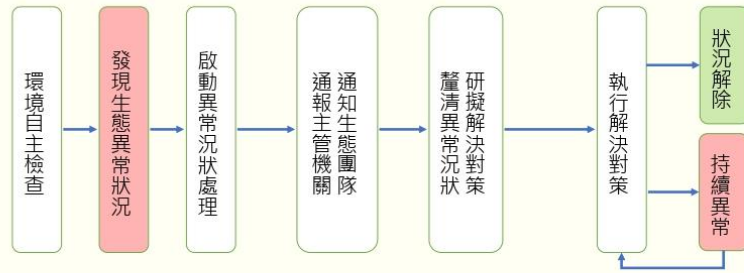 環境自主檢查
發現生態異常狀況
啟動異常況狀處理
通知生態團隊
通報主管機關
研擬解決對策
釐清異常況狀
執行解決對策
狀況解除
持續異常